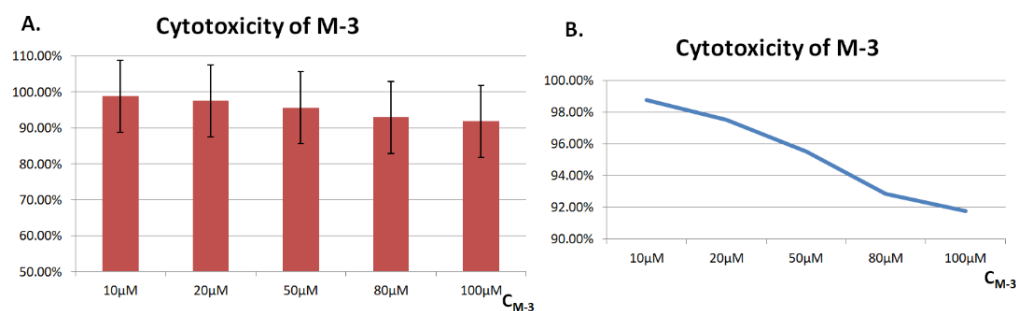 A.
Cytotoxicity of M-3
110.00%
100.00%
90.00%
80.00%
70.00%
60.00%
50.00%
10µM 20µM 50µM 80µM 100µM
CM-3
B.
Cytotoxicity of M-3
100.00%
98.00%
96.00%
94.00%
92.00%
90.00%
10µM 20µM 50µM 80µM 100µM
CM-3